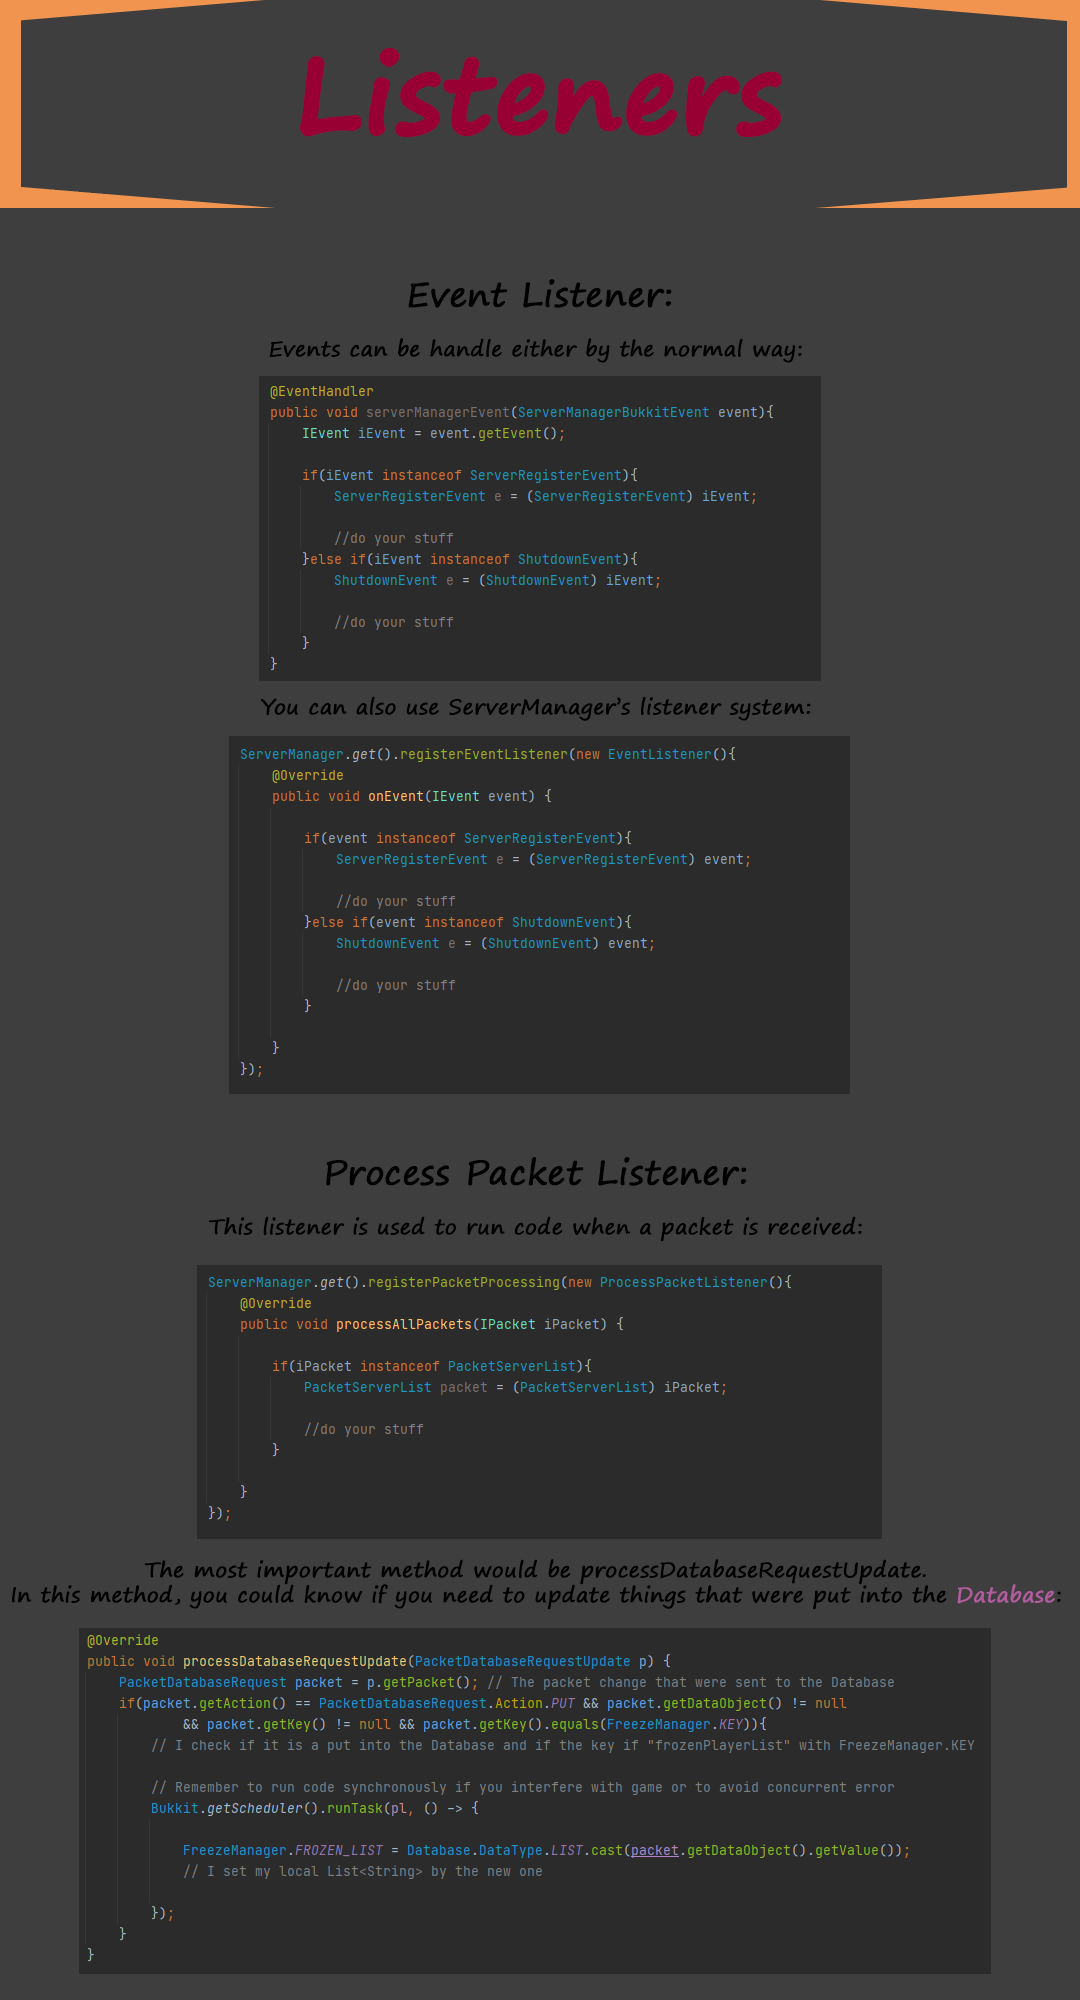 Listeners
Event Listener:
Events can be handle either by the normal way:
@EventHandler
public void serverManagerEvent(ServerManagerBukkitEvent event){
    IEvent iEvent = event.getEvent();
    if(iEvent instanceof ServerRegisterEvent){
        ServerRegisterEvent e = (ServerRegisterEvent) iEvent;
        //do your stuff
    }else if(iEvent instanceof ShutdownEvent){
        ShutdownEvent e = (ShutdownEvent) iEvent;
        //do your stuff
    }
}
You can also use ServerManager's listener system:
ServerManager.get().registerEventListener(new EventListener(){
    @Override
    public void onEvent(IEvent event) {
        if(event instanceof ServerRegisterEvent){
            ServerRegisterEvent e = (ServerRegisterEvent) event;
            //do your stuff
        }else if(event instanceof ShutdownEvent){
            ShutdownEvent e = (ShutdownEvent) event;
            //do your stuff
        }
    }
});
Process Packet Listener:
This listener is used to run code when a packet is received:
ServerManager.get().registerPacketProcessing(new ProcessPacketListener(){
    @Override
    public void processAllPackets(IPacket iPacket) {
        if(iPacket instanceof PacketServerList){
            PacketServerList packet = (PacketServerList) iPacket;
            //do your stuff
        }
    }
});
The most important method would be processDatabaseRequestUpdate.
In this method, you could know if you need to update things that were put into the Database:
@Override
public void processDatabaseRequestUpdate(PacketDatabaseRequestUpdate p) {
    PacketDatabaseRequest packet = p.getPacket(); // The packet change that were sent to the Database
    if(packet.getAction() == PacketDatabaseRequest.Action.PUT && packet.getDataObject() != null
            && packet.getKey() != null && packet.getKey().equals(FreezeManager.KEY)){
        // I check if it is a put into the Database and if the key if "frozenPlayerList" with FreezeManager.KEY
        // Remember to run code synchronously if you interfere with game or to avoid concurrent error
        Bukkit.getScheduler().runTask(pl, () -> {
            FreezeManager.FROZEN_LIST = Database.DataType.LIST.cast(packet.getDataObject().getValue());
            // I set my local List<String> by the new one
        });
    }
}